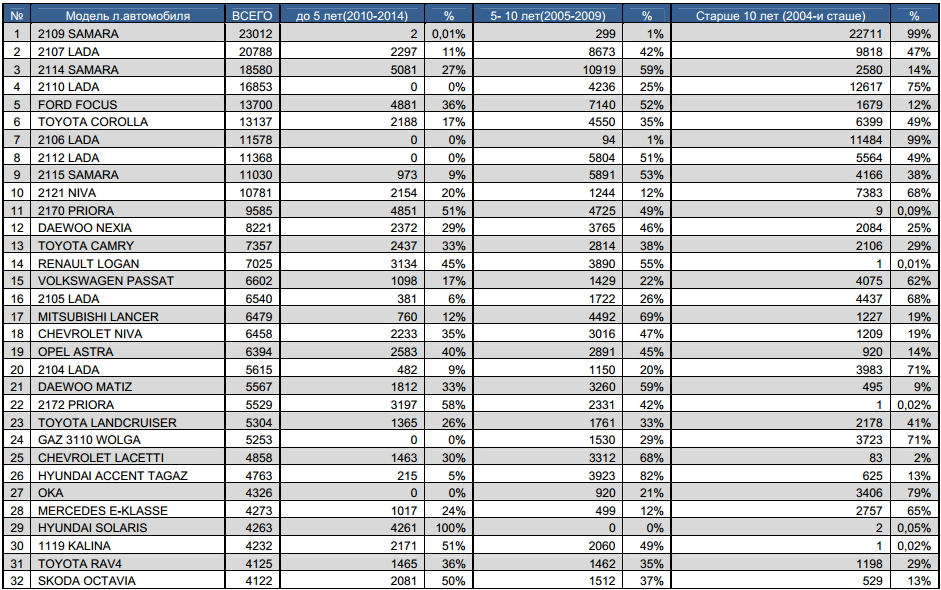 № Модель л.автомобиля ВСЕГО до 5 лет(2010-2014) % 5- 10 лет(2005-2009) % Старше 10 лет (2004-и сташе) %
1 2109 SAMARA 23012 2 0,01% 299 1% 22711 99%
2 2107 LADA 20788 2297 11% 8673 42% 9818 47%
3 2114 SAMARA 18580 5081 27% 10919 59% 2580 14%
4 2110 LADA 16853 0 0% 4236 25% 12617 75%
5 FORD FOCUS 13700 4881 36% 7140 52% 1679 12%
6 TOYOTA COROLLA 13137 2188 17% 4550 35% 6399 49%
7 2106 LADA 11578 0 0% 94 1% 11484 99%
8 2112 LADA 11368 0 0% 5804 51% 5564 49%
9 2115 SAMARA 11030 973 9% 5891 53% 4166 38%
10 2121 NIVA 10781 2154 20% 1244 12% 7383 68%
11 2170 PRIORA 9585 4851 51% 4725 49% 9 0,09%
12 DAEWOO NEXIA 8221 2372 29% 3765 46% 2084 25%
13 TOYOTA CAMRY 7357 2437 33% 2814 38% 2106 29%
14 RENAULT LOGAN 7025 3134 45% 3890 55% 1 0,01%
15 VOLKSWAGEN PASSAT 6602 1098 17% 1429 22% 4075 62%
16 2105 LADA 6540 381 6% 1722 26% 4437 68%
17 MITSUBISHI LANCER 6479 760 12% 4492 69% 1227 19%
18 CHEVROLET NIVA 6458 2233 35% 3016 47% 1209 19%
19 OPEL ASTRA 6394 2583 40% 2891 45% 920 14%
20 2104 LADA 5615 482 9% 1150 20% 3983 71%
21 DAEWOO MATIZ 5567 1812 33% 3260 59% 495 9%
22 2172 PRIORA 5529 3197 58% 2331 42% 1 0,02%
23 TOYOTA LANDCRUISER 5304 1365 26% 1761 33% 2178 41%
24 GAZ 3110 WOLGA 5253 0 0% 1530 29% 3723 71%
25 CHEVROLET LACETTI 4858 1463 30% 3312 68% 83 2%
26 HYUNDAI ACCENT TAGAZ 4763 215 5% 3923 82% 625 13%
27 OKA 4326 0 0% 920 21% 3406 79%
28 MERCEDES E-KLASSE 4273 1017 24% 499 12% 2757 65%
29 HYUNDAI SOLARIS 4263 4261 100% 0 0% 2 0,05%
30 1119 KALINA 4232 2171 51% 2060 49% 1 0,02%
31 TOYOTA RAV4 4125 1465 36% 1462 35% 1198 29%
32 SKODA OCTAVIA 4122 2081 50% 1512 37% 529 13%